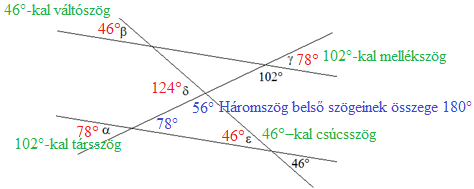 46°-kal váltószög
46° β
γ 78° 102°-kal mellékszög
102°
124° δ
56° Háromszög belső szögeinek összege 180°
78° α 78° 46° ε 46°–kal csúcsszög
102°-kal társszög
46°